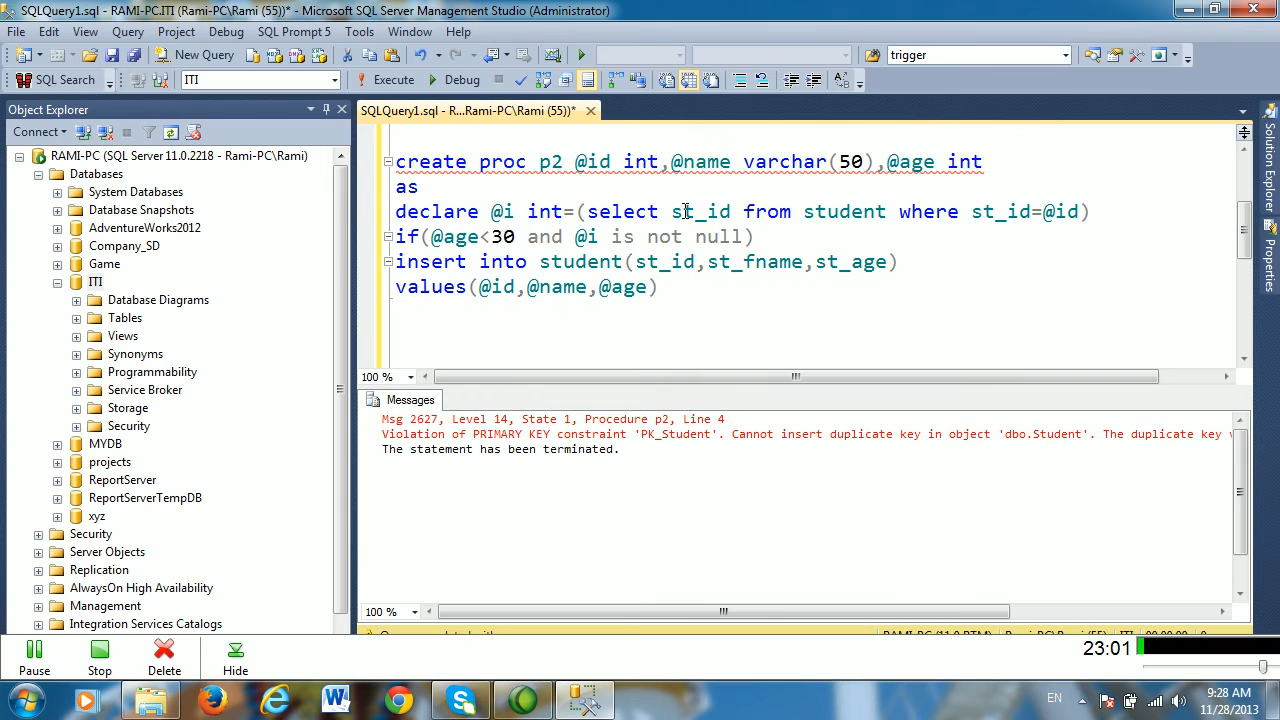 SQLQuery1.sql - RAMI-PC.ITI (Rami-PC\Rami (55))* - Microsoft SQL Server Management Studio (Administrator)
File Edit View Query Project Debug SQL Prompt 5 Tools Window Help
New Query trigger
SQL Search ITI Execute Debug
Object Explorer
SQLQuery1.sql - R...Rami-PC\Rami (55))*
Connect
RAMI-PC (SQL Server 11.0.2218 - Rami-PC\Rami)
Databases
System Databases
Database Snapshots
AdventureWorks2012
Company_SD
Game
ITI
Database Diagrams
Tables
Views
Synonyms
Programmability
Service Broker
Storage
Security
MYDB
projects
ReportServer
ReportServerTempDB
xyz
Security
Server Objects
Replication
AlwaysOn High Availability
Management
Integration Services Catalogs
create proc p2 @id int,@name varchar(50),@age int
as
declare @i int=(select st_id from student where st_id=@id)
if(@age<30 and @i is not null)
insert into student(st_id,st_fname,st_age)
values(@id,@name,@age)
100 %
Messages
Msg 2627, Level 14, State 1, Procedure p2, Line 4
Violation of PRIMARY KEY constraint 'PK_Student'. Cannot insert duplicate key in object 'dbo.Student'. The duplicate key
The statement has been terminated.
100 %
Solution Explorer
Properties
Pause Stop Delete Hide
23:01
EN
9:28 AM
11/28/2013